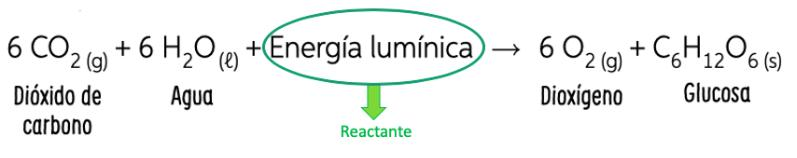 6 CO₂ (g) + 6 H₂O (ℓ) + Energía lumínica → 6 O₂ (g) + C₆H₁₂O₆ (s)
Dióxido de carbono
Agua
Dioxígeno
Glucosa
Reactante